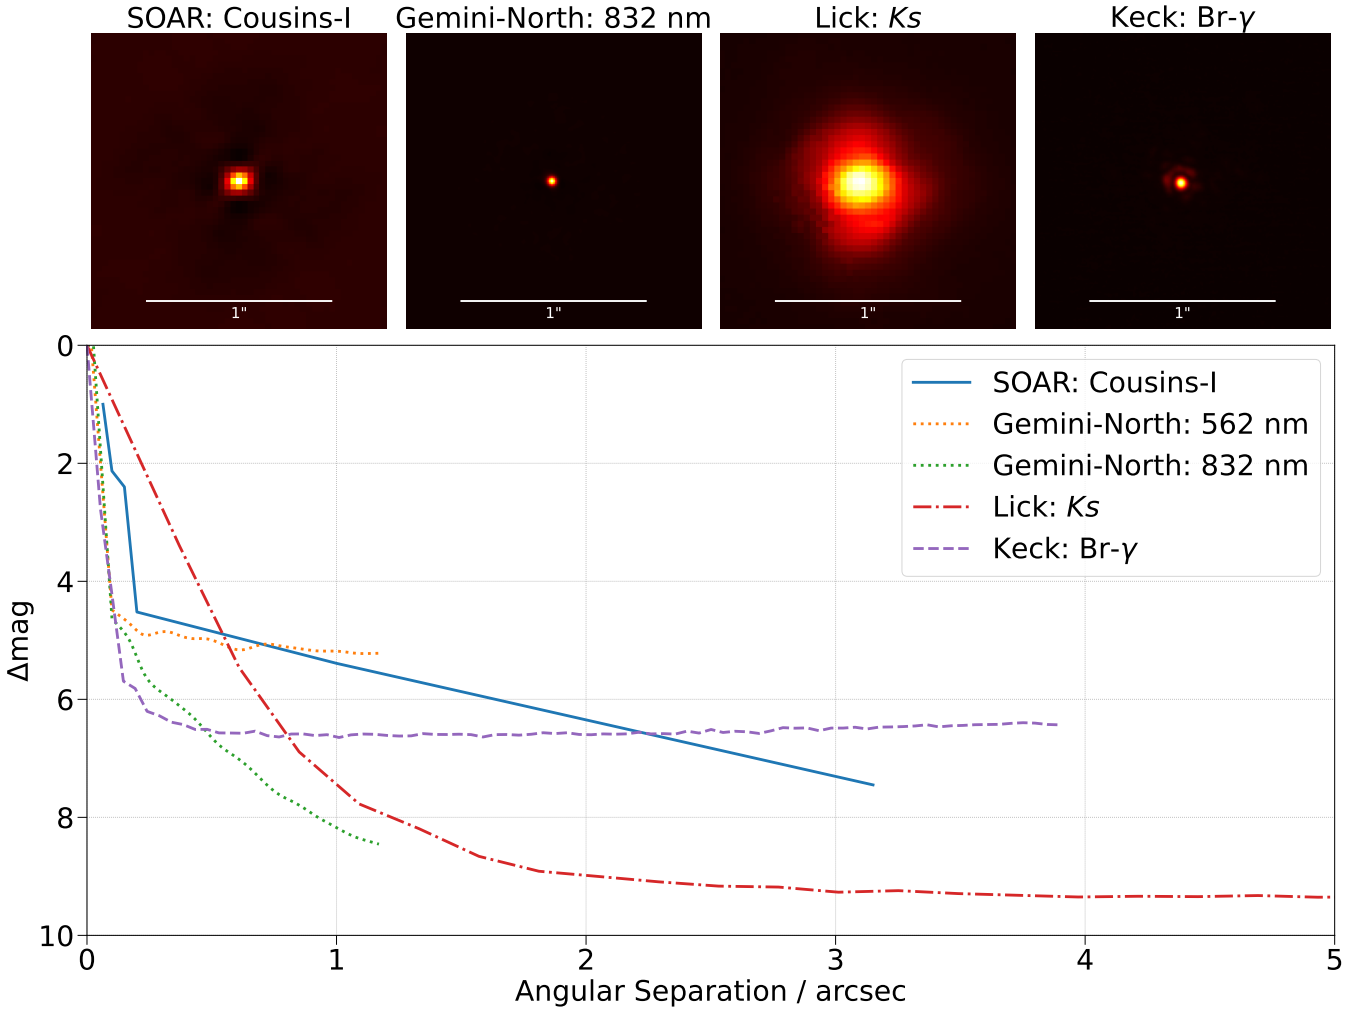 SOAR: Cousins-I
Gemini-North: 832 nm
Lick: Ks
Keck: Br-γ
1"
1"
1"
1"
0
2
4
6
8
10
Δmag
SOAR: Cousins-I
Gemini-North: 562 nm
Gemini-North: 832 nm
Lick: Ks
Keck: Br-γ
0
1
2
3
4
5
Angular Separation / arcsec